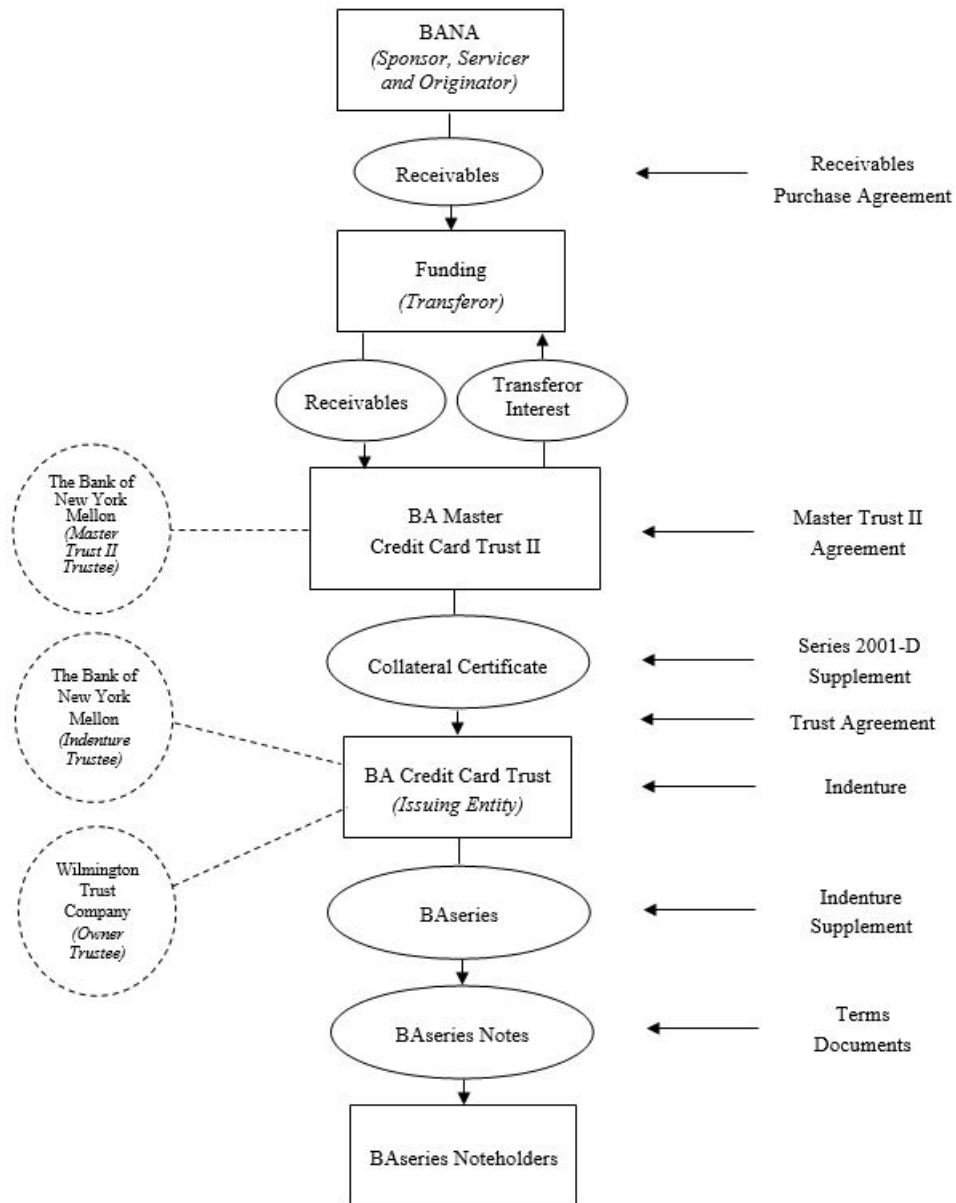 BANA
(Sponsor, Servicer
and Originator)
Receivables
Receivables
Purchase Agreement
Funding
(Transferor)
Receivables
Transferor
Interest
The Bank of
New York
Mellon
(Master
Trust II
Trustee)
BA Master
Credit Card Trust II
Master Trust II
Agreement
Collateral Certificate
Series 2001-D
Supplement
The Bank of
New York
Mellon
(Indenture
Trustee)
Trust Agreement
BA Credit Card Trust
(Issuing Entity)
Indenture
Wilmington
Trust
Company
(Owner
Trustee)
BAseries
Indenture
Supplement
BAseries Notes
Terms
Documents
BAseries Noteholders